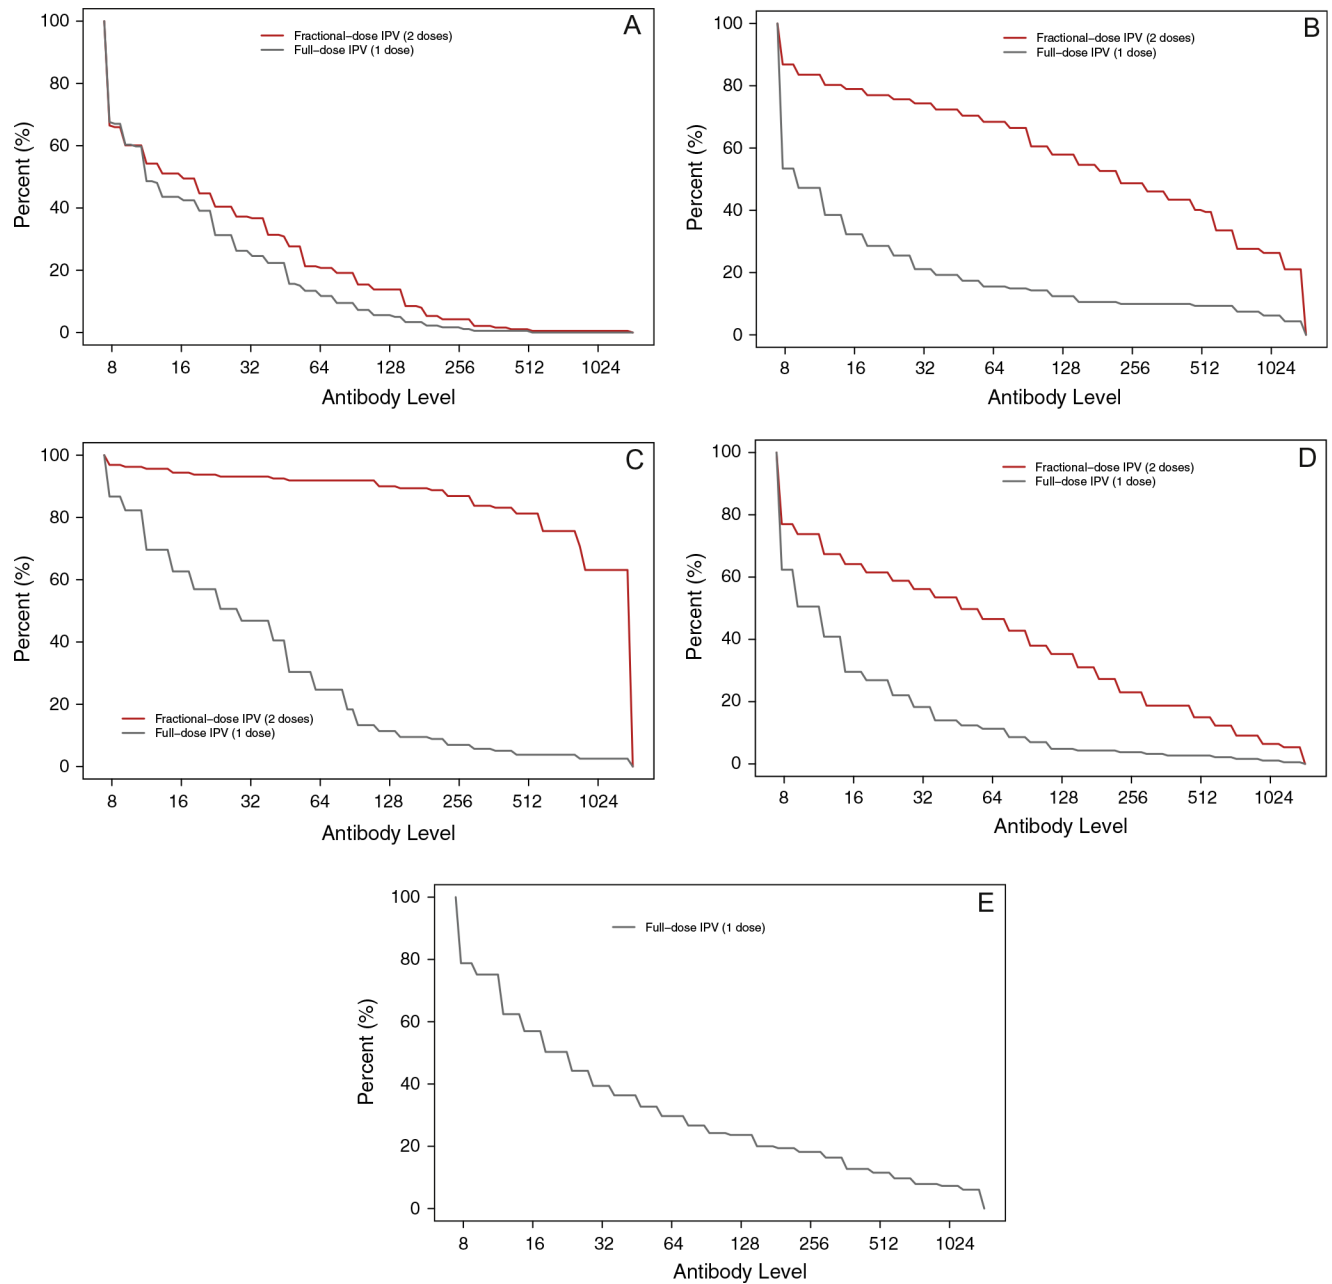 A
Fractional–dose IPV (2 doses)
Full–dose IPV (1 dose)
100
80
60
40
20
0
Percent (%)
8 16 32 64 128 256 512 1024
Antibody Level
B
Fractional–dose IPV (2 doses)
Full–dose IPV (1 dose)
100
80
60
40
20
0
Percent (%)
8 16 32 64 128 256 512 1024
Antibody Level
C
100
80
60
40
20
0
Percent (%)
Fractional–dose IPV (2 doses)
Full–dose IPV (1 dose)
8 16 32 64 128 256 512 1024
Antibody Level
D
Fractional–dose IPV (2 doses)
Full–dose IPV (1 dose)
100
80
60
40
20
0
Percent (%)
8 16 32 64 128 256 512 1024
Antibody Level
E
Full–dose IPV (1 dose)
100
80
60
40
20
0
Percent (%)
8 16 32 64 128 256 512 1024
Antibody Level